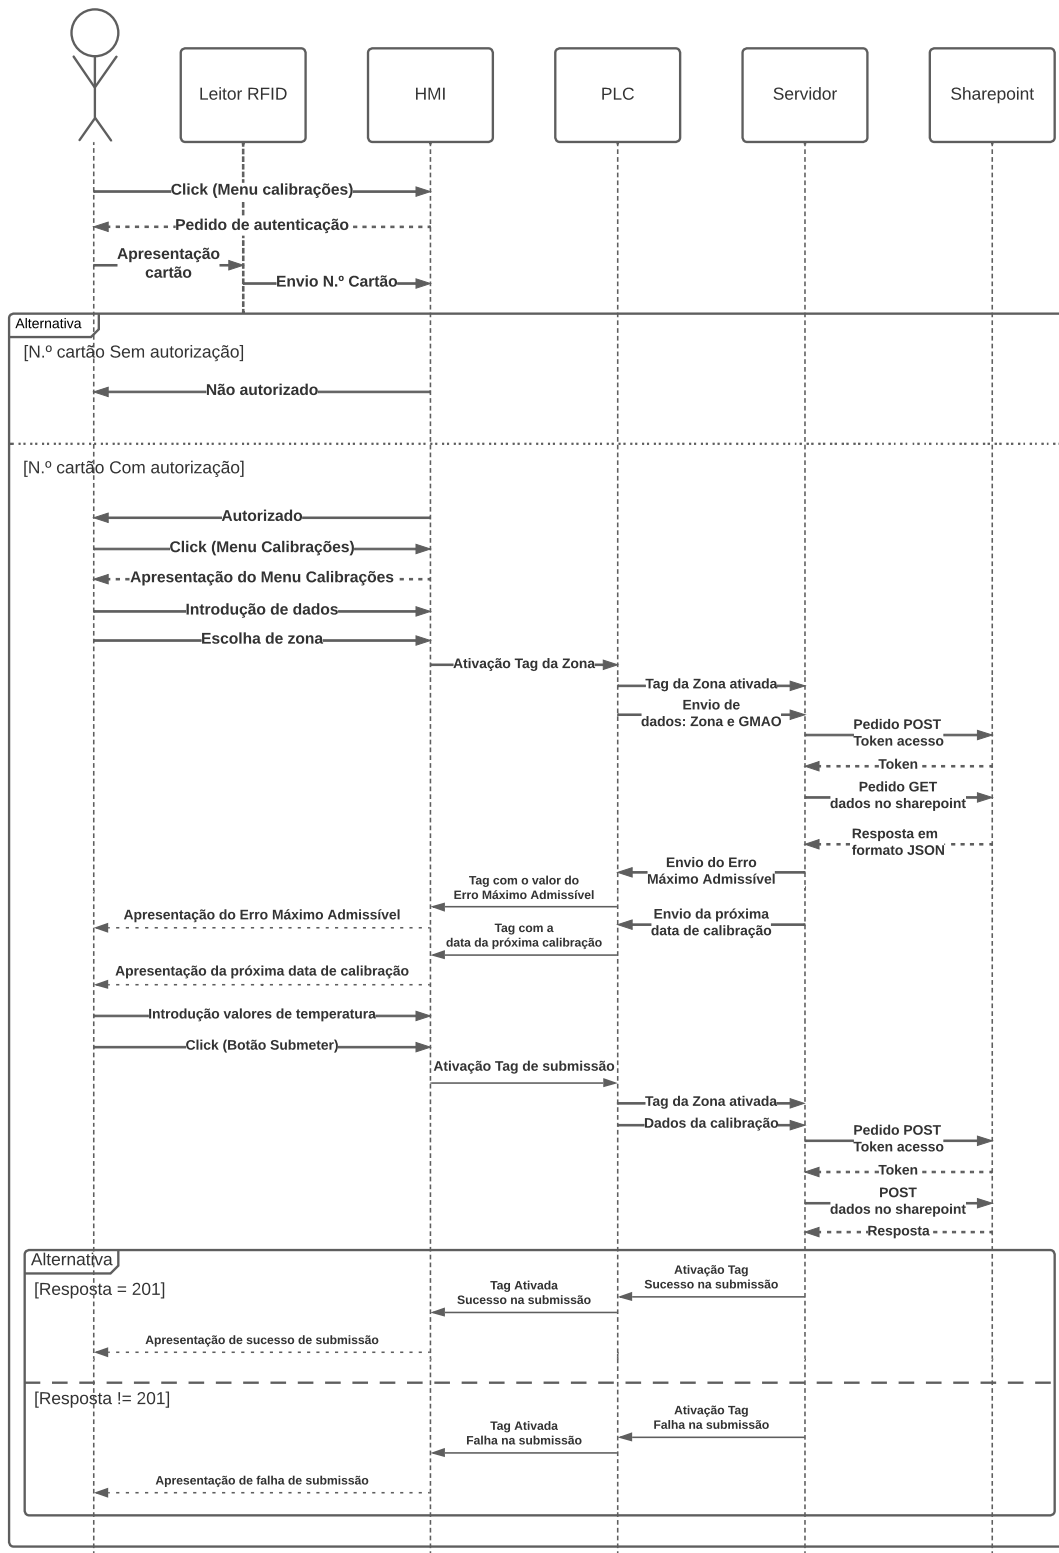 Leitor RFID
HMI
PLC
Servidor
Sharepoint
Click (Menu calibrações)
Pedido de autenticação
Apresentação
cartão
Envio N.º Cartão
Alternativa
[N.º cartão Sem autorização]
Não autorizado
[N.º cartão Com autorização]
Autorizado
Click (Menu Calibrações)
Apresentação do Menu Calibrações
Introdução de dados
Escolha de zona
Ativação Tag da Zona
Tag da Zona ativada
Envio de
dados: Zona e GMAO
Pedido POST
Token acesso
Token
Pedido GET
dados no sharepoint
Resposta em
formato JSON
Envio do Erro
Máximo Admissível
Tag com o valor do
Erro Máximo Admissível
Apresentação do Erro Máximo Admissível
Envio da próxima
data de calibração
Tag com a
data da próxima calibração
Apresentação da próxima data de calibração
Introdução valores de temperatura
Click (Botão Submeter)
Ativação Tag de submissão
Tag da Zona ativada
Dados da calibração
Pedido POST
Token acesso
Token
POST
dados no sharepoint
Resposta
Alternativa
[Resposta = 201]
Ativação Tag
Sucesso na submissão
Tag Ativada
Sucesso na submissão
Apresentação de sucesso de submissão
[Resposta != 201]
Ativação Tag
Falha na submissão
Tag Ativada
Falha na submissão
Apresentação de falha de submissão